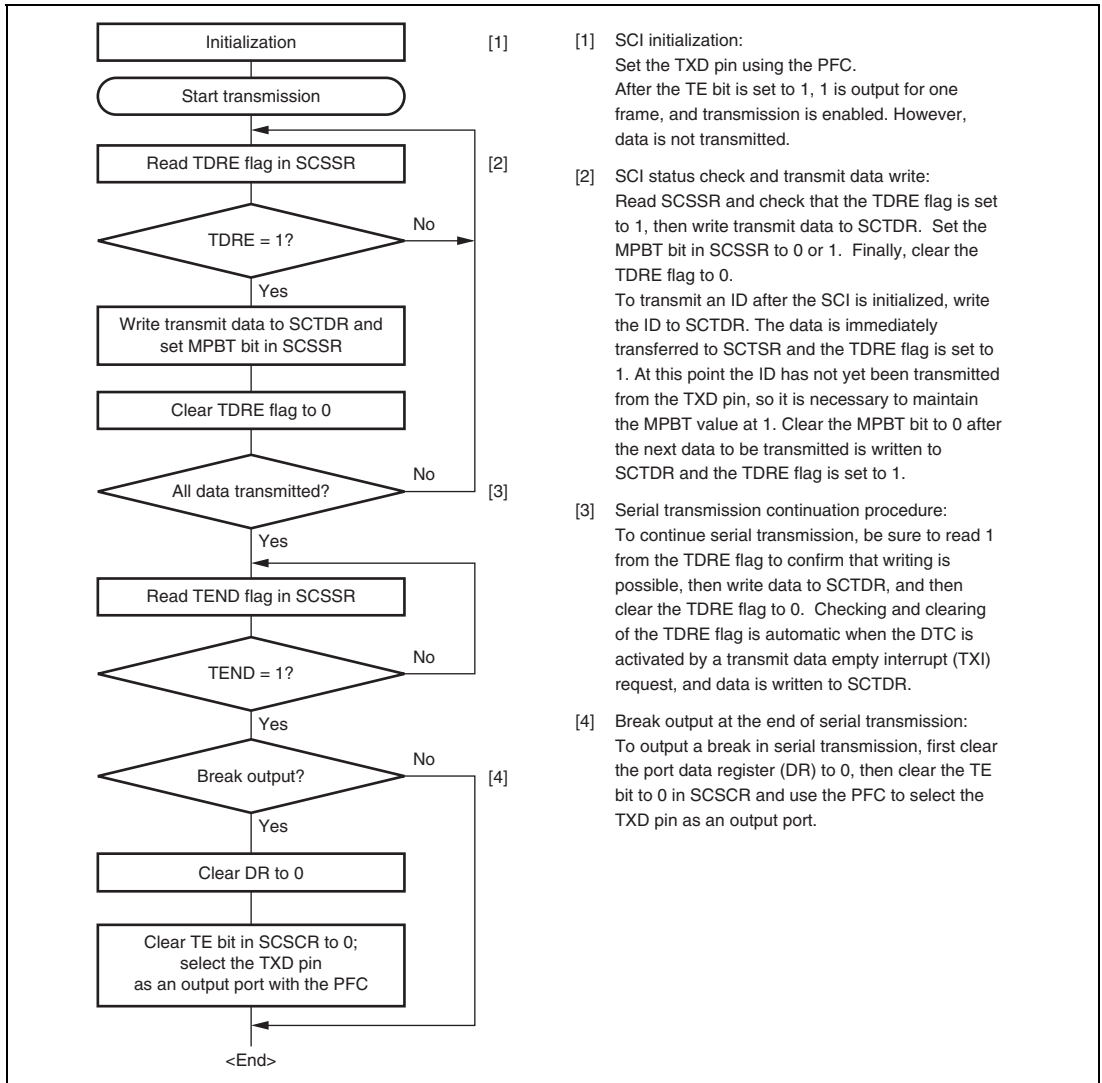 Initialization
[1]
Start transmission
Read TDRE flag in SCSSR
[2]
TDRE = 1?
No
Yes
Write transmit data to SCTDR and
set MPBT bit in SCSSR
Clear TDRE flag to 0
All data transmitted?
No
[3]
Yes
Read TEND flag in SCSSR
TEND = 1?
No
Yes
Break output?
No
[4]
Yes
Clear DR to 0
Clear TE bit in SCSCR to 0;
select the TXD pin
as an output port with the PFC
<End>
[1] SCI initialization:
Set the TXD pin using the PFC.
After the TE bit is set to 1, 1 is output for one
frame, and transmission is enabled. However,
data is not transmitted.
[2] SCI status check and transmit data write:
Read SCSSR and check that the TDRE flag is set
to 1, then write transmit data to SCTDR. Set the
MPBT bit in SCSSR to 0 or 1. Finally, clear the
TDRE flag to 0.
To transmit an ID after the SCI is initialized, write
the ID to SCTDR. The data is immediately
transferred to SCTSR and the TDRE flag is set to
1. At this point the ID has not yet been transmitted
from the TXD pin, so it is necessary to maintain
the MPBT value at 1. Clear the MPBT bit to 0 after
the next data to be transmitted is written to
SCTDR and the TDRE flag is set to 1.
[3] Serial transmission continuation procedure:
To continue serial transmission, be sure to read 1
from the TDRE flag to confirm that writing is
possible, then write data to SCTDR, and then
clear the TDRE flag to 0. Checking and clearing
of the TDRE flag is automatic when the DTC is
activated by a transmit data empty interrupt (TXI)
request, and data is written to SCTDR.
[4] Break output at the end of serial transmission:
To output a break in serial transmission, first clear
the port data register (DR) to 0, then clear the TE
bit to 0 in SCSCR and use the PFC to select the
TXD pin as an output port.